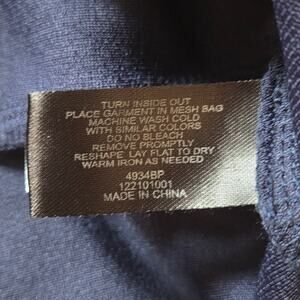 TURN INSIDE OUT
PLACE GARMENT IN MESH BAG
MACHINE WASH COLD
WITH SIMILAR COLORS
DO NO BLEACH
REMOVE PROMPTLY
RESHAPE LAY FLAT TO DRY
WARM IRON AS NEEDED
4934BP
122101001
MADE IN CHINA